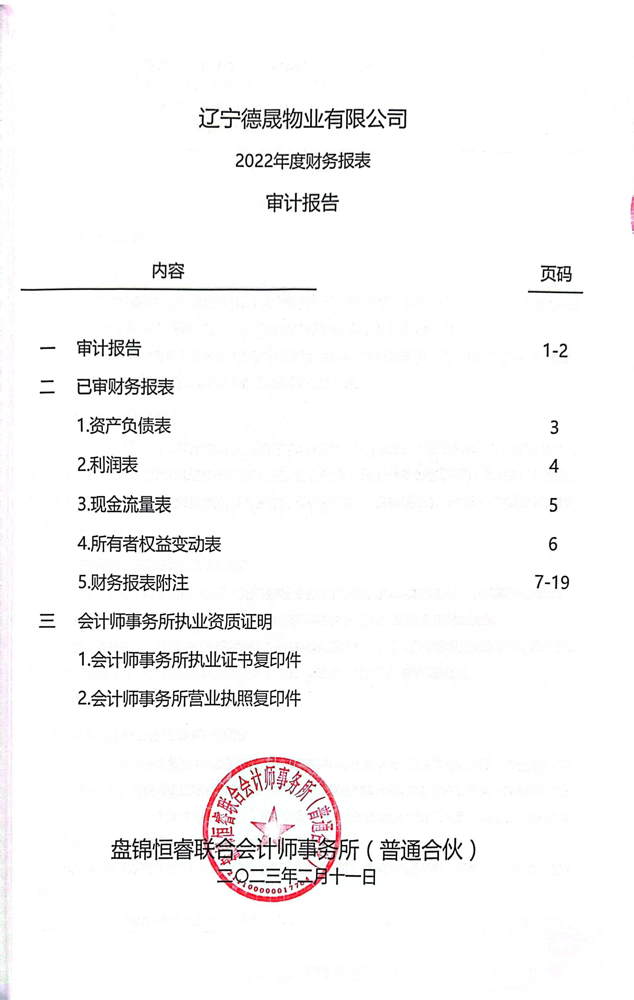 辽宁德晟物业有限公司
2022年度财务报表
审计报告
内容 页码
一 审计报告 1-2
二 已审财务报表
1.资产负债表 3
2.利润表 4
3.现金流量表 5
4.所有者权益变动表 6
5.财务报表附注 7-19
三 会计师事务所执业资质证明
1.会计师事务所执业证书复印件
2.会计师事务所营业执照复印件
恒睿联合会计师事务所（普通合
盘锦恒睿联合会计师事务所（普通合伙）
二〇二三年二月十一日